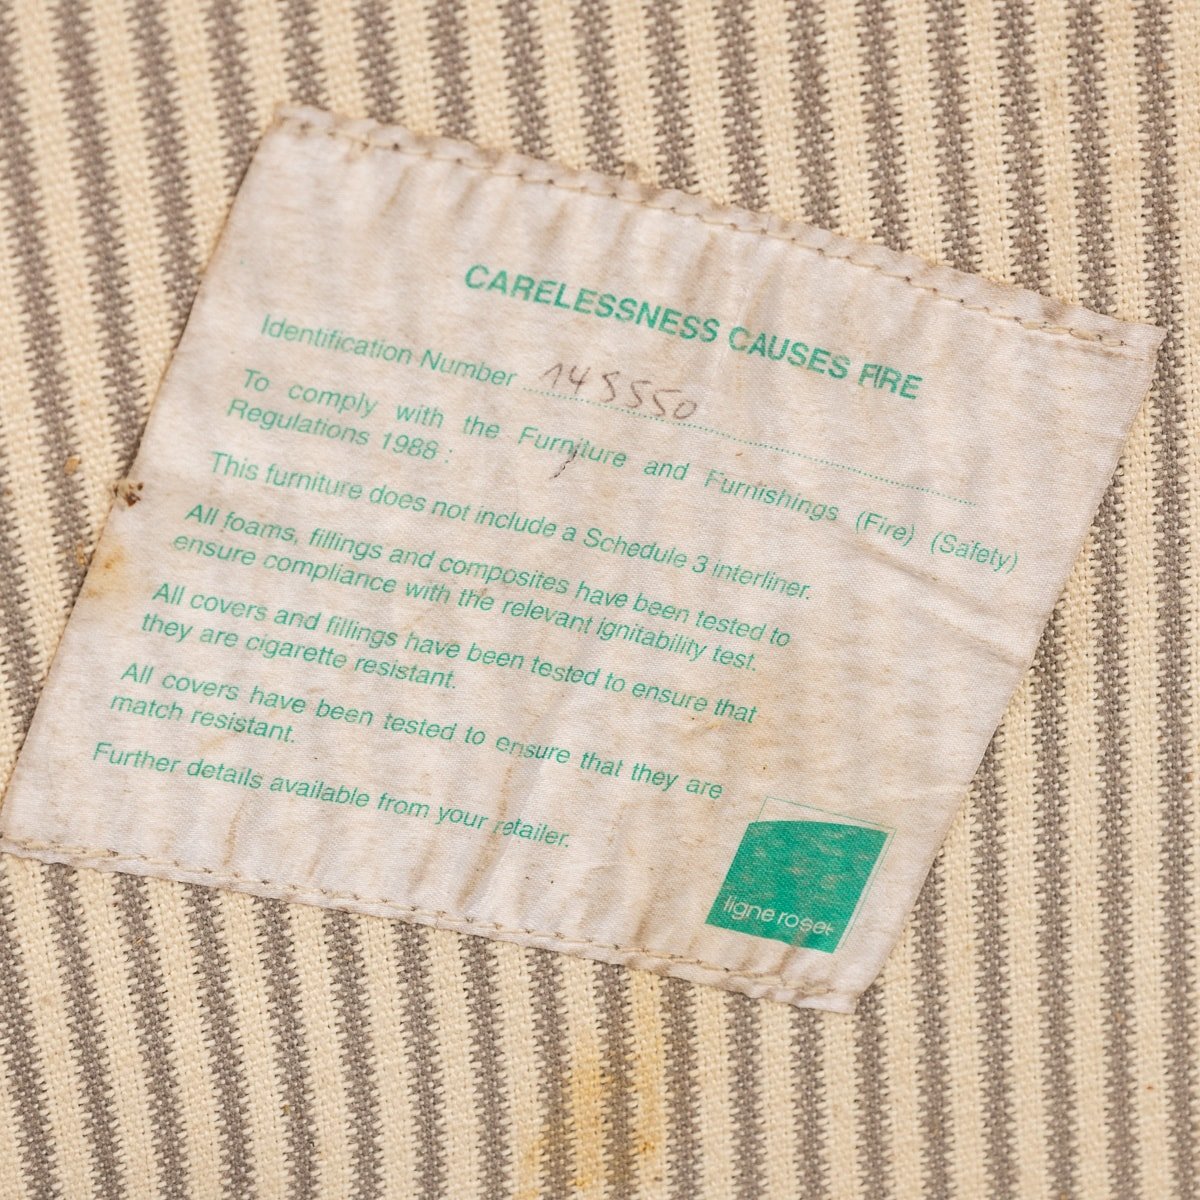 CARELESSNESS CAUSES FIRE
Identification Number 145550
To comply with the Furniture and Furnishings (Fire) (Safety)
Regulations 1988 :
This furniture does not include a Schedule 3 interliner.
All foams, fillings and composites have been tested to
ensure compliance with the relevant ignitability test.
All covers and fillings have been tested to ensure that
they are cigarette resistant.
All covers have been tested to ensure that they are
match resistant.
Further details available from your retailer.
ligne roset